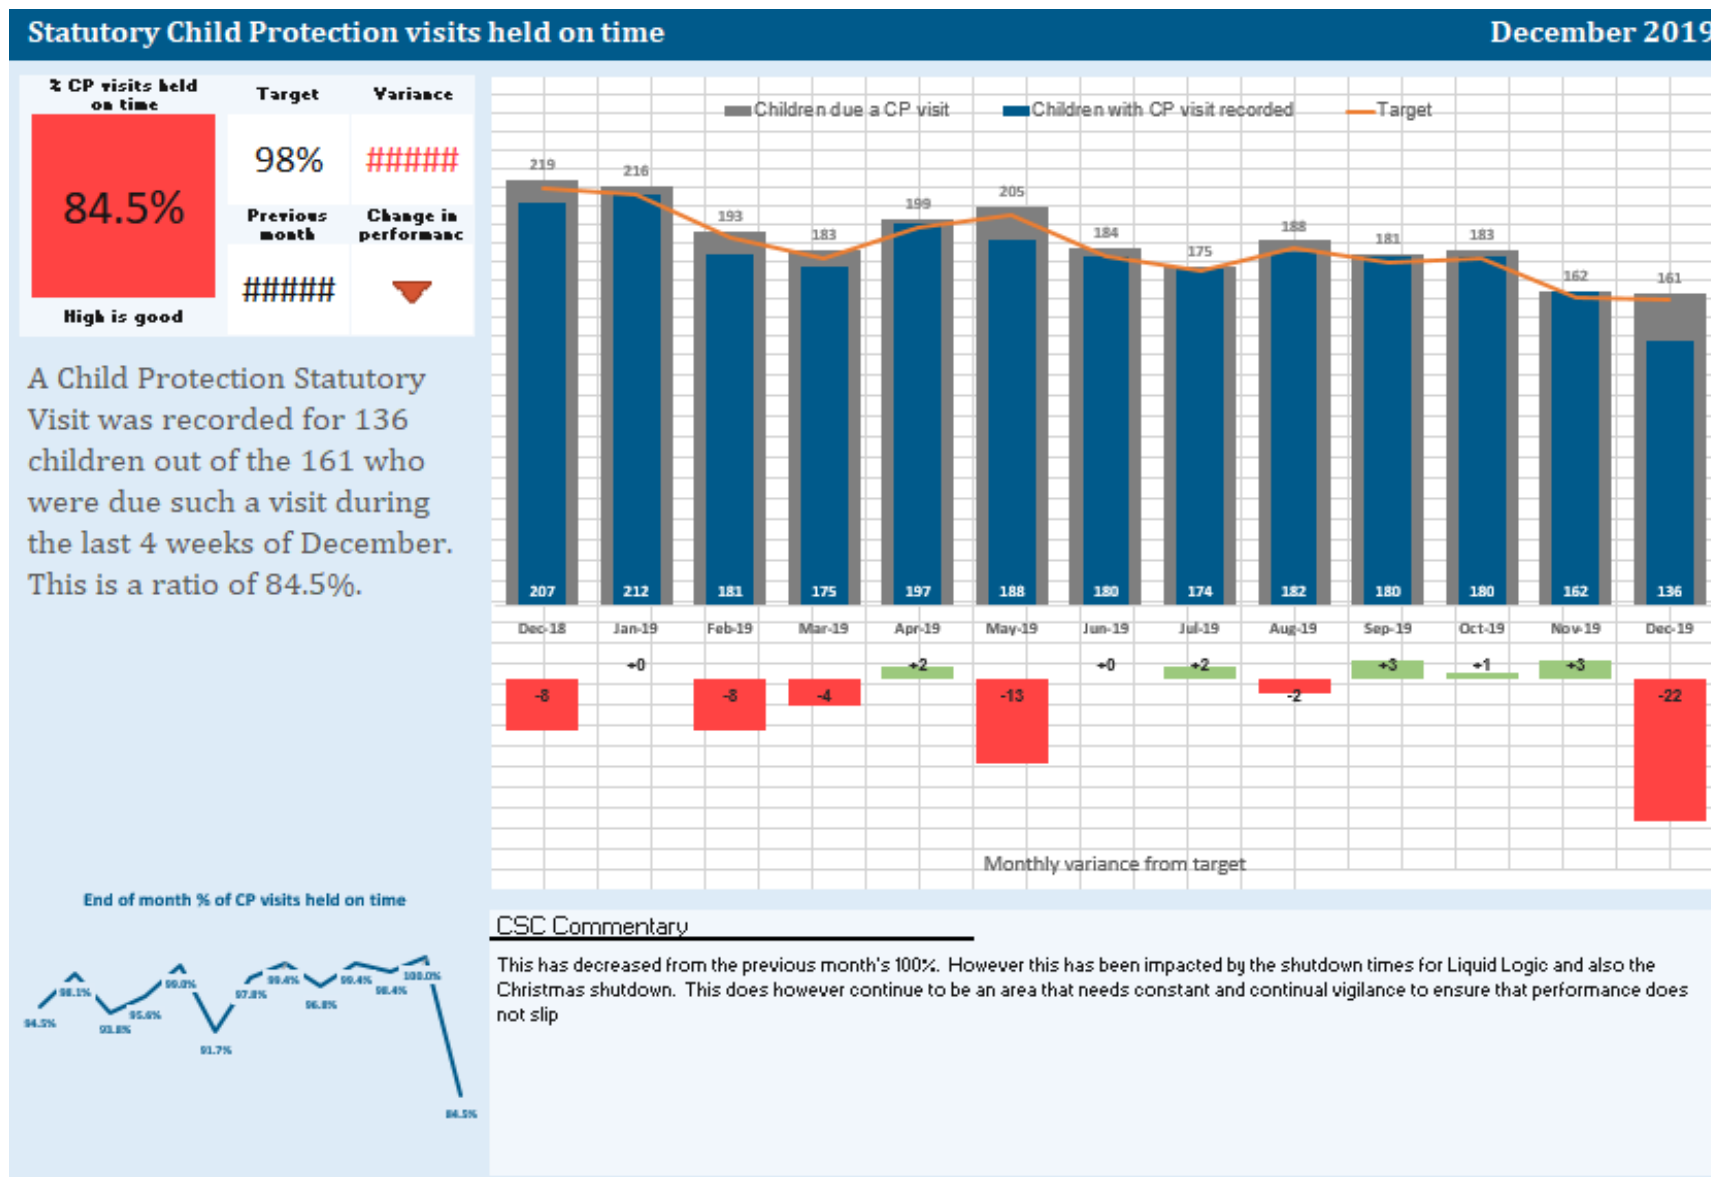 Statutory Child Protection visits held on time
December 2019
% CP visits held
on time
Target
Variance
84.5%
98%
#####
Previous
month
Change in
performanc
#####
High is good
A Child Protection Statutory
Visit was recorded for 136
children out of the 161 who
were due such a visit during
the last 4 weeks of December.
This is a ratio of 84.5%.
Children due a CP visit
Children with CP visit recorded
Target
219
216
193
183
199
205
184
175
188
181
183
162
161
207
212
181
175
197
188
180
174
182
180
180
162
136
Dec-18
Jan-19
Feb-19
Mar-19
Apr-19
May-19
Jun-19
Jul-19
Aug-19
Sep-19
Oct-19
Nov-19
Dec-19
-8
+0
-8
-4
+2
-13
+0
+2
-2
+3
+1
+3
-22
Monthly variance from target
End of month % of CP visits held on time
94.5%
98.1%
93.8%
95.6%
99.0%
91.7%
97.8%
99.4%
96.8%
99.4%
98.4%
100.0%
84.5%
CSC Commentary
This has decreased from the previous month's 100%. However this has been impacted by the shutdown times for Liquid Logic and also the
Christmas shutdown. This does however continue to be an area that needs constant and continual vigilance to ensure that performance does
not slip